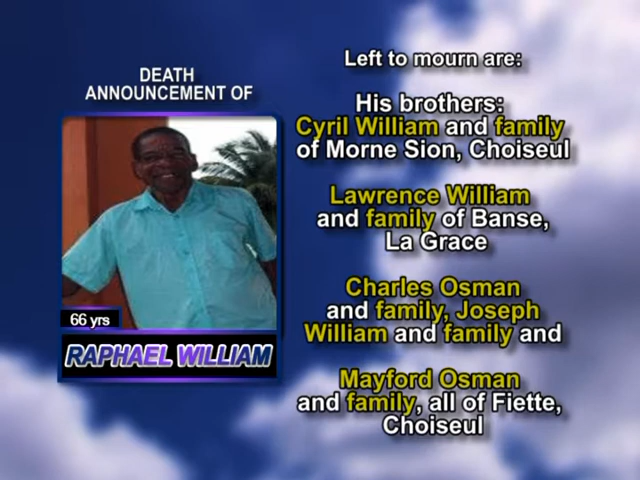 DEATH
ANNOUNCEMENT OF
66 yrs
RAPHAEL WILLIAM
Left to mourn are:
His brothers:
Cyril William and family
of Morne Sion, Choiseul
Lawrence William
and family of Banse,
La Grace
Charles Osman
and family, Joseph
William and family and
Mayford Osman
and family, all of Fiette,
Choiseul